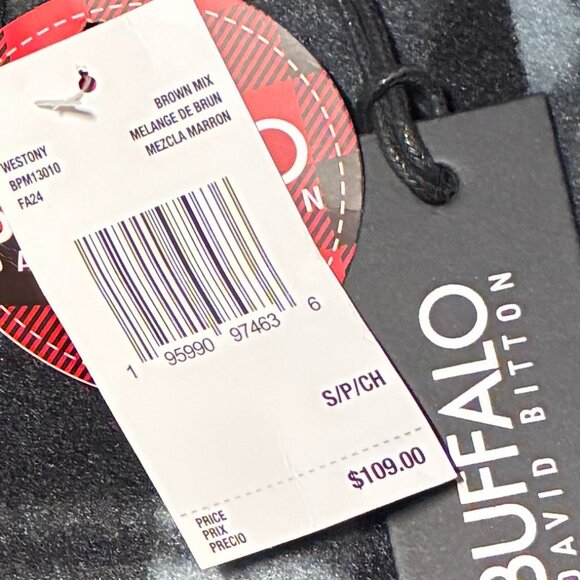 WESTONY
BPM13010
FA24
BROWN MIX
MELANGE DE BRUN
MEZCLA MARRON
1 95990 97463 6
S/P/CH
$109.00
PRICE
PRIX
PRECIO
BUFFALO
DAVID BITTON